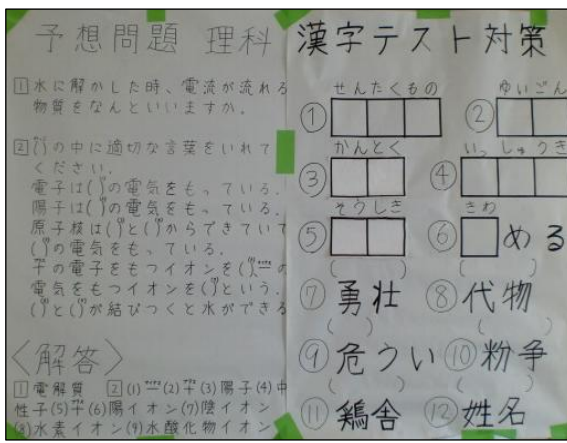 予想問題 理科
1 水に解かした時、電流が流れる
物質をなんといいますか。
2 ( )の中に適切な言葉をいれて
ください。
電子は(⑴)の電気をもっている。
陽子は(⑵)の電気をもっている。
原子核は(⑶)と(⑷)からできていて
(⑸)の電気をもっている。
の電子をもつイオンを(⑹)、
電気をもつイオンを(⑺)という。
(⑻)と(⑼)が結びつくと水ができる
〈解答〉
1 電解質 2 (1) (2) (3)陽子(4)中
性子(5) (6)陽イオン(7)陰イオン
(8)水素イオン(9)水酸化物イオン
漢字テスト対策
せんたくもの ゆいごん
① ②
かんとく いっしゅうき
③ ④
そうしき きわ
⑤ ⑥ める
( ) ( )
⑦勇壮 ⑧代物
( ) ( )
⑨危うい ⑩粉争
( ) ( )
⑪鶏舎 ⑫姓名